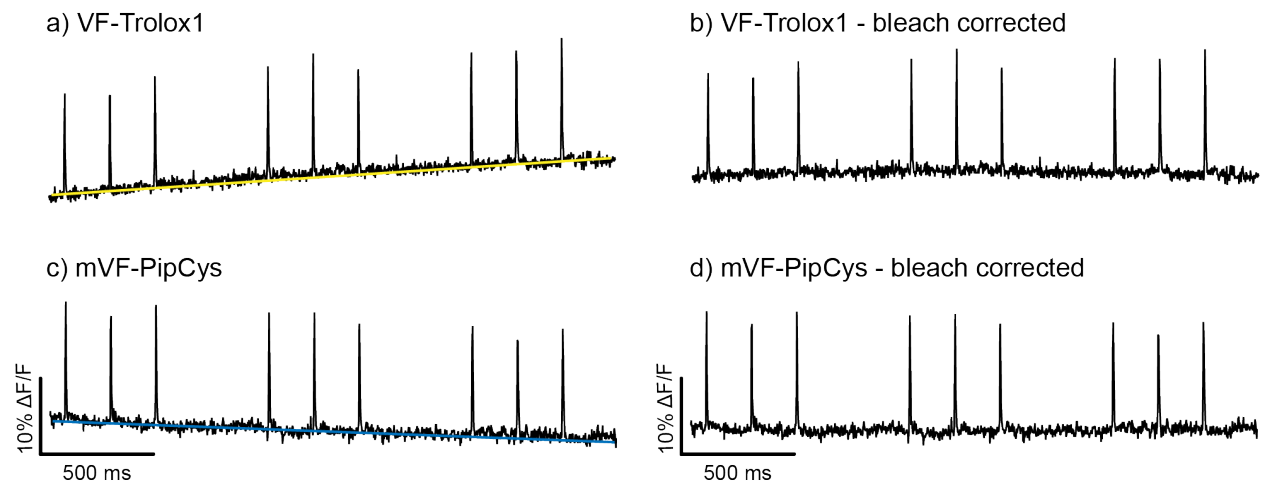 a) VF-Trolox1
b) VF-Trolox1 - bleach corrected
c) mVF-PipCys
d) mVF-PipCys - bleach corrected
10% ΔF/F
500 ms
10% ΔF/F
500 ms